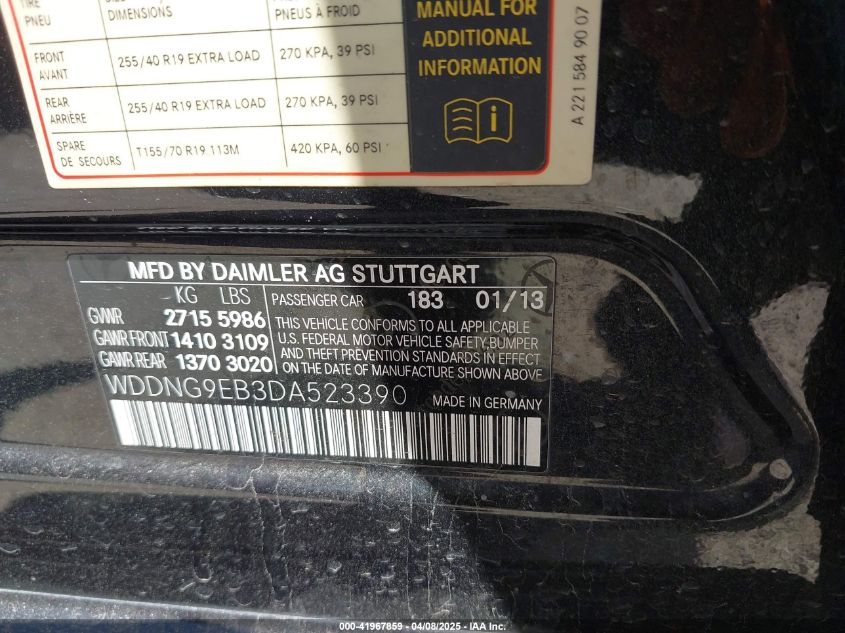 TIRE
PNEU
DIMENSIONS
PNEUS À FROID
FRONT
AVANT
255/40 R19 EXTRA LOAD
270 KPA, 39 PSI
REAR
ARRIÈRE
255/40 R19 EXTRA LOAD
270 KPA, 39 PSI
SPARE
DE SECOURS
T155/70 R19 113M
420 KPA, 60 PSI
MANUAL FOR
ADDITIONAL
INFORMATION
A 221 584 90 07
MFD BY DAIMLER AG STUTTGART
KG LBS
GVWR 2715 5986
GAWR FRONT 1410 3109
GAWR REAR 1370 3020
PASSENGER CAR 183 01/13
THIS VEHICLE CONFORMS TO ALL APPLICABLE
U.S. FEDERAL MOTOR VEHICLE SAFETY,BUMPER
AND THEFT PREVENTION STANDARDS IN EFFECT
ON THE DATE OF MANUFACTURE SHOWN ABOVE.
WDDNG9EB3DA523390
MADE IN GERMANY
000-41967859 - 04/08/2025 - IAA Inc.